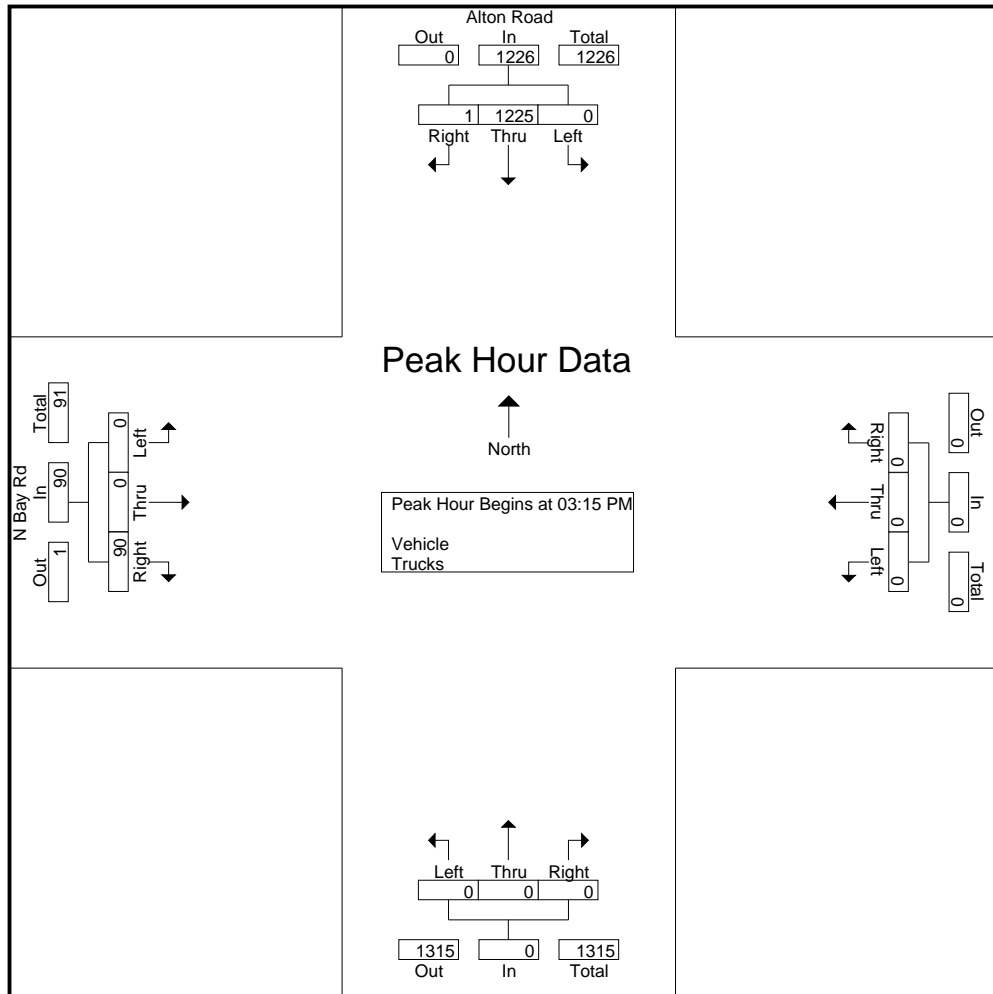 Alton Road
Out In Total
0 1226 1226
1 1225 0
Right Thru Left
Peak Hour Data
North
Peak Hour Begins at 03:15 PM
Vehicle
Trucks
N Bay Rd
Out In Total
1 90 91
90 0 0
Right Thru Left
Right Thru Left
0 0 0
Out In Total
0 0 0
Left Thru Right
0 0 0
1315 0 1315
Out In Total